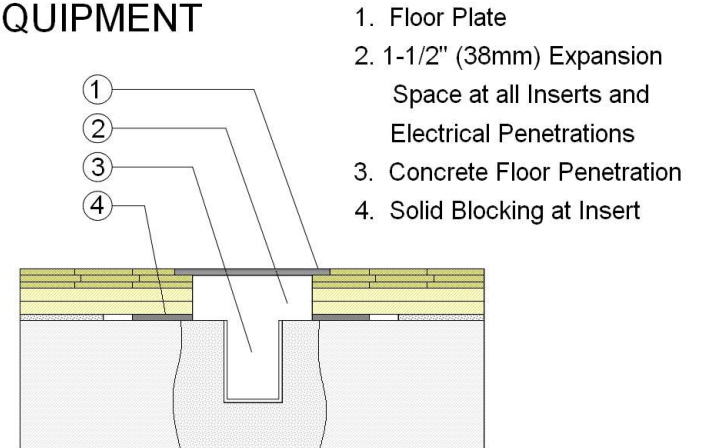 QUIPMENT
1. Floor Plate
2. 1-1/2" (38mm) Expansion
Space at all Inserts and
Electrical Penetrations
3. Concrete Floor Penetration
4. Solid Blocking at Insert
1
2
3
4